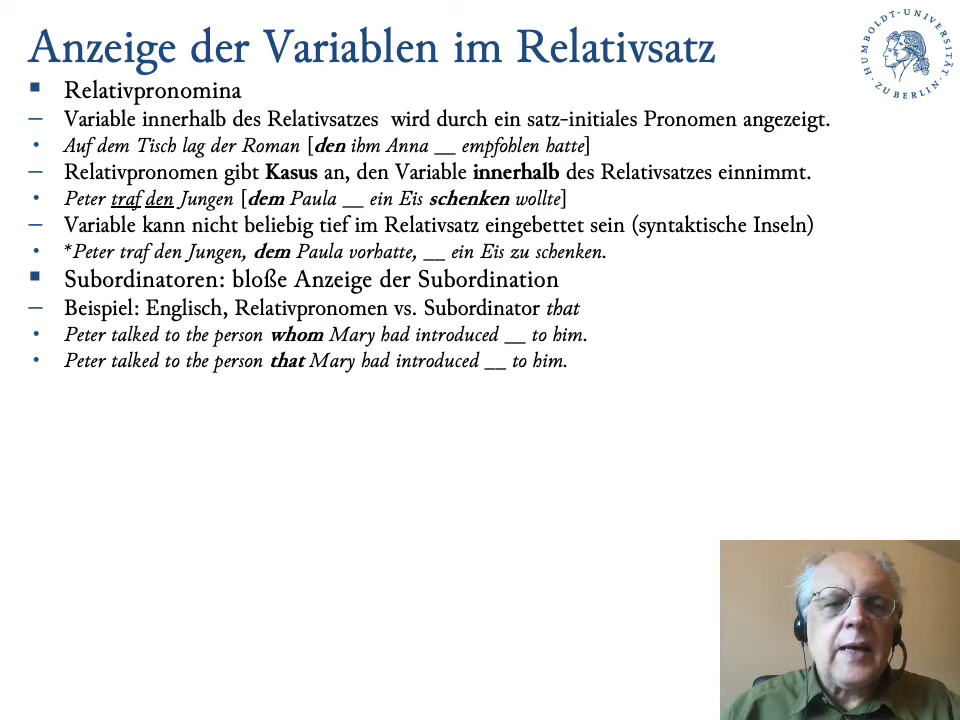 Anzeige der Variablen im Relativsatz
HUMBOLDT-UNIVERSITÄT ZU BERLIN
▪ Relativpronomina
– Variable innerhalb des Relativsatzes wird durch ein satz-initiales Pronomen angezeigt.
• Auf dem Tisch lag der Roman [den ihm Anna __ empfohlen hatte]
– Relativpronomen gibt Kasus an, den Variable innerhalb des Relativsatzes einnimmt.
• Peter traf den Jungen [dem Paula __ ein Eis schenken wollte]
– Variable kann nicht beliebig tief im Relativsatz eingebettet sein (syntaktische Inseln)
• *Peter traf den Jungen, dem Paula vorhatte, __ ein Eis zu schenken.
▪ Subordinatoren: bloße Anzeige der Subordination
– Beispiel: Englisch, Relativpronomen vs. Subordinator that
• Peter talked to the person whom Mary had introduced __ to him.
• Peter talked to the person that Mary had introduced __ to him.